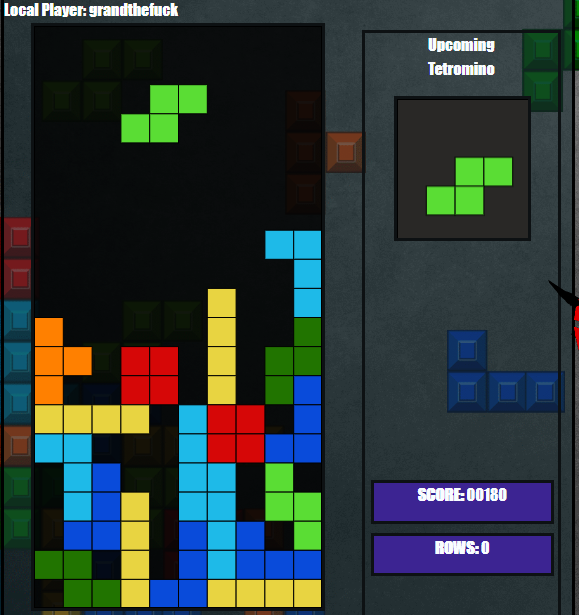 Local Player: grandthefuck
Upcoming
Tetromino
SCORE: 00180
ROWS: 0